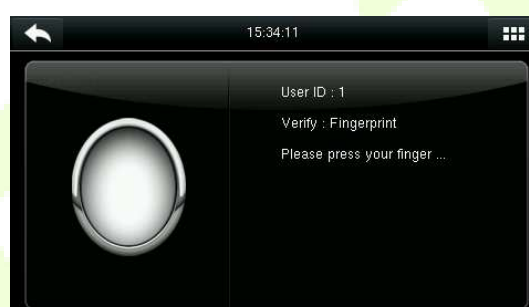 15:34:11
User ID : 1
Verify : Fingerprint
Please press your finger ...